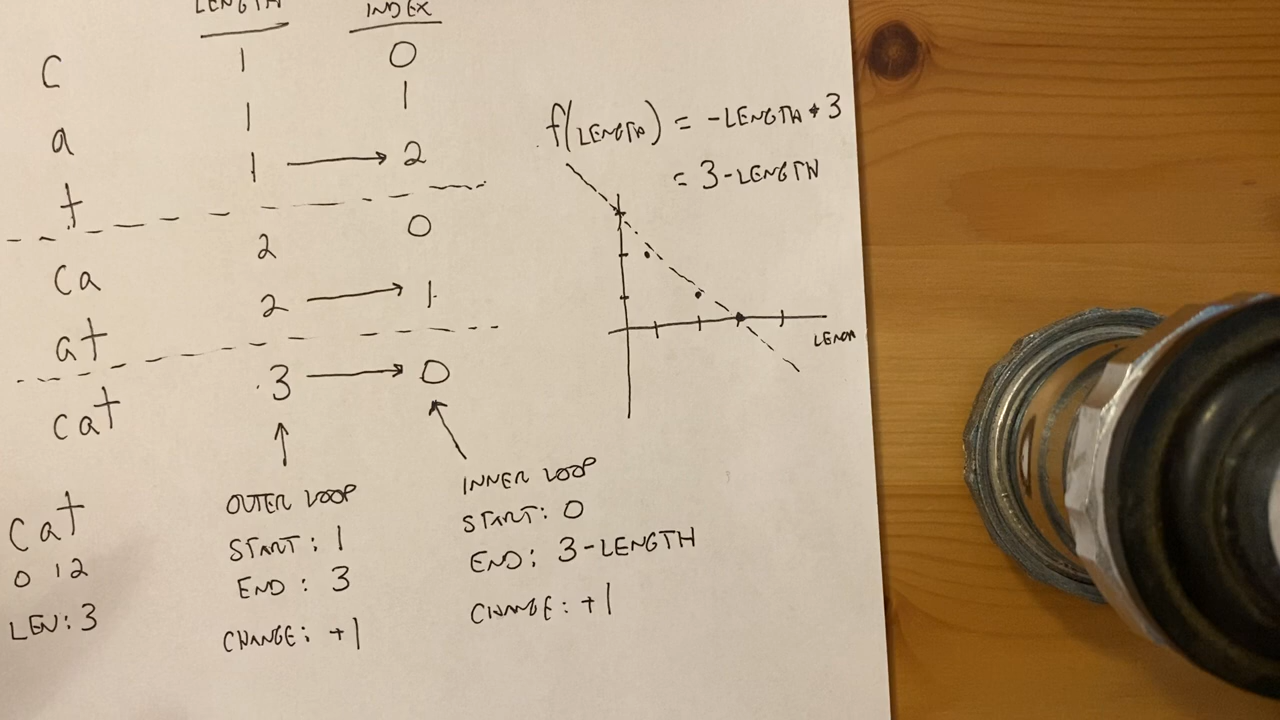 LENGTH INDEX
c 1 0
a 1 1
t 1 2
ca 2 0
at 2 1
cat 3 0
f(LENGTH) = -LENGTH + 3
= 3-LENGTH
LENGTH
cat
0 1 2
LEN: 3
OUTER LOOP
START: 1
END: 3
CHANGE: +1
INNER LOOP
START: 0
END: 3-LENGTH
CHANGE: +1